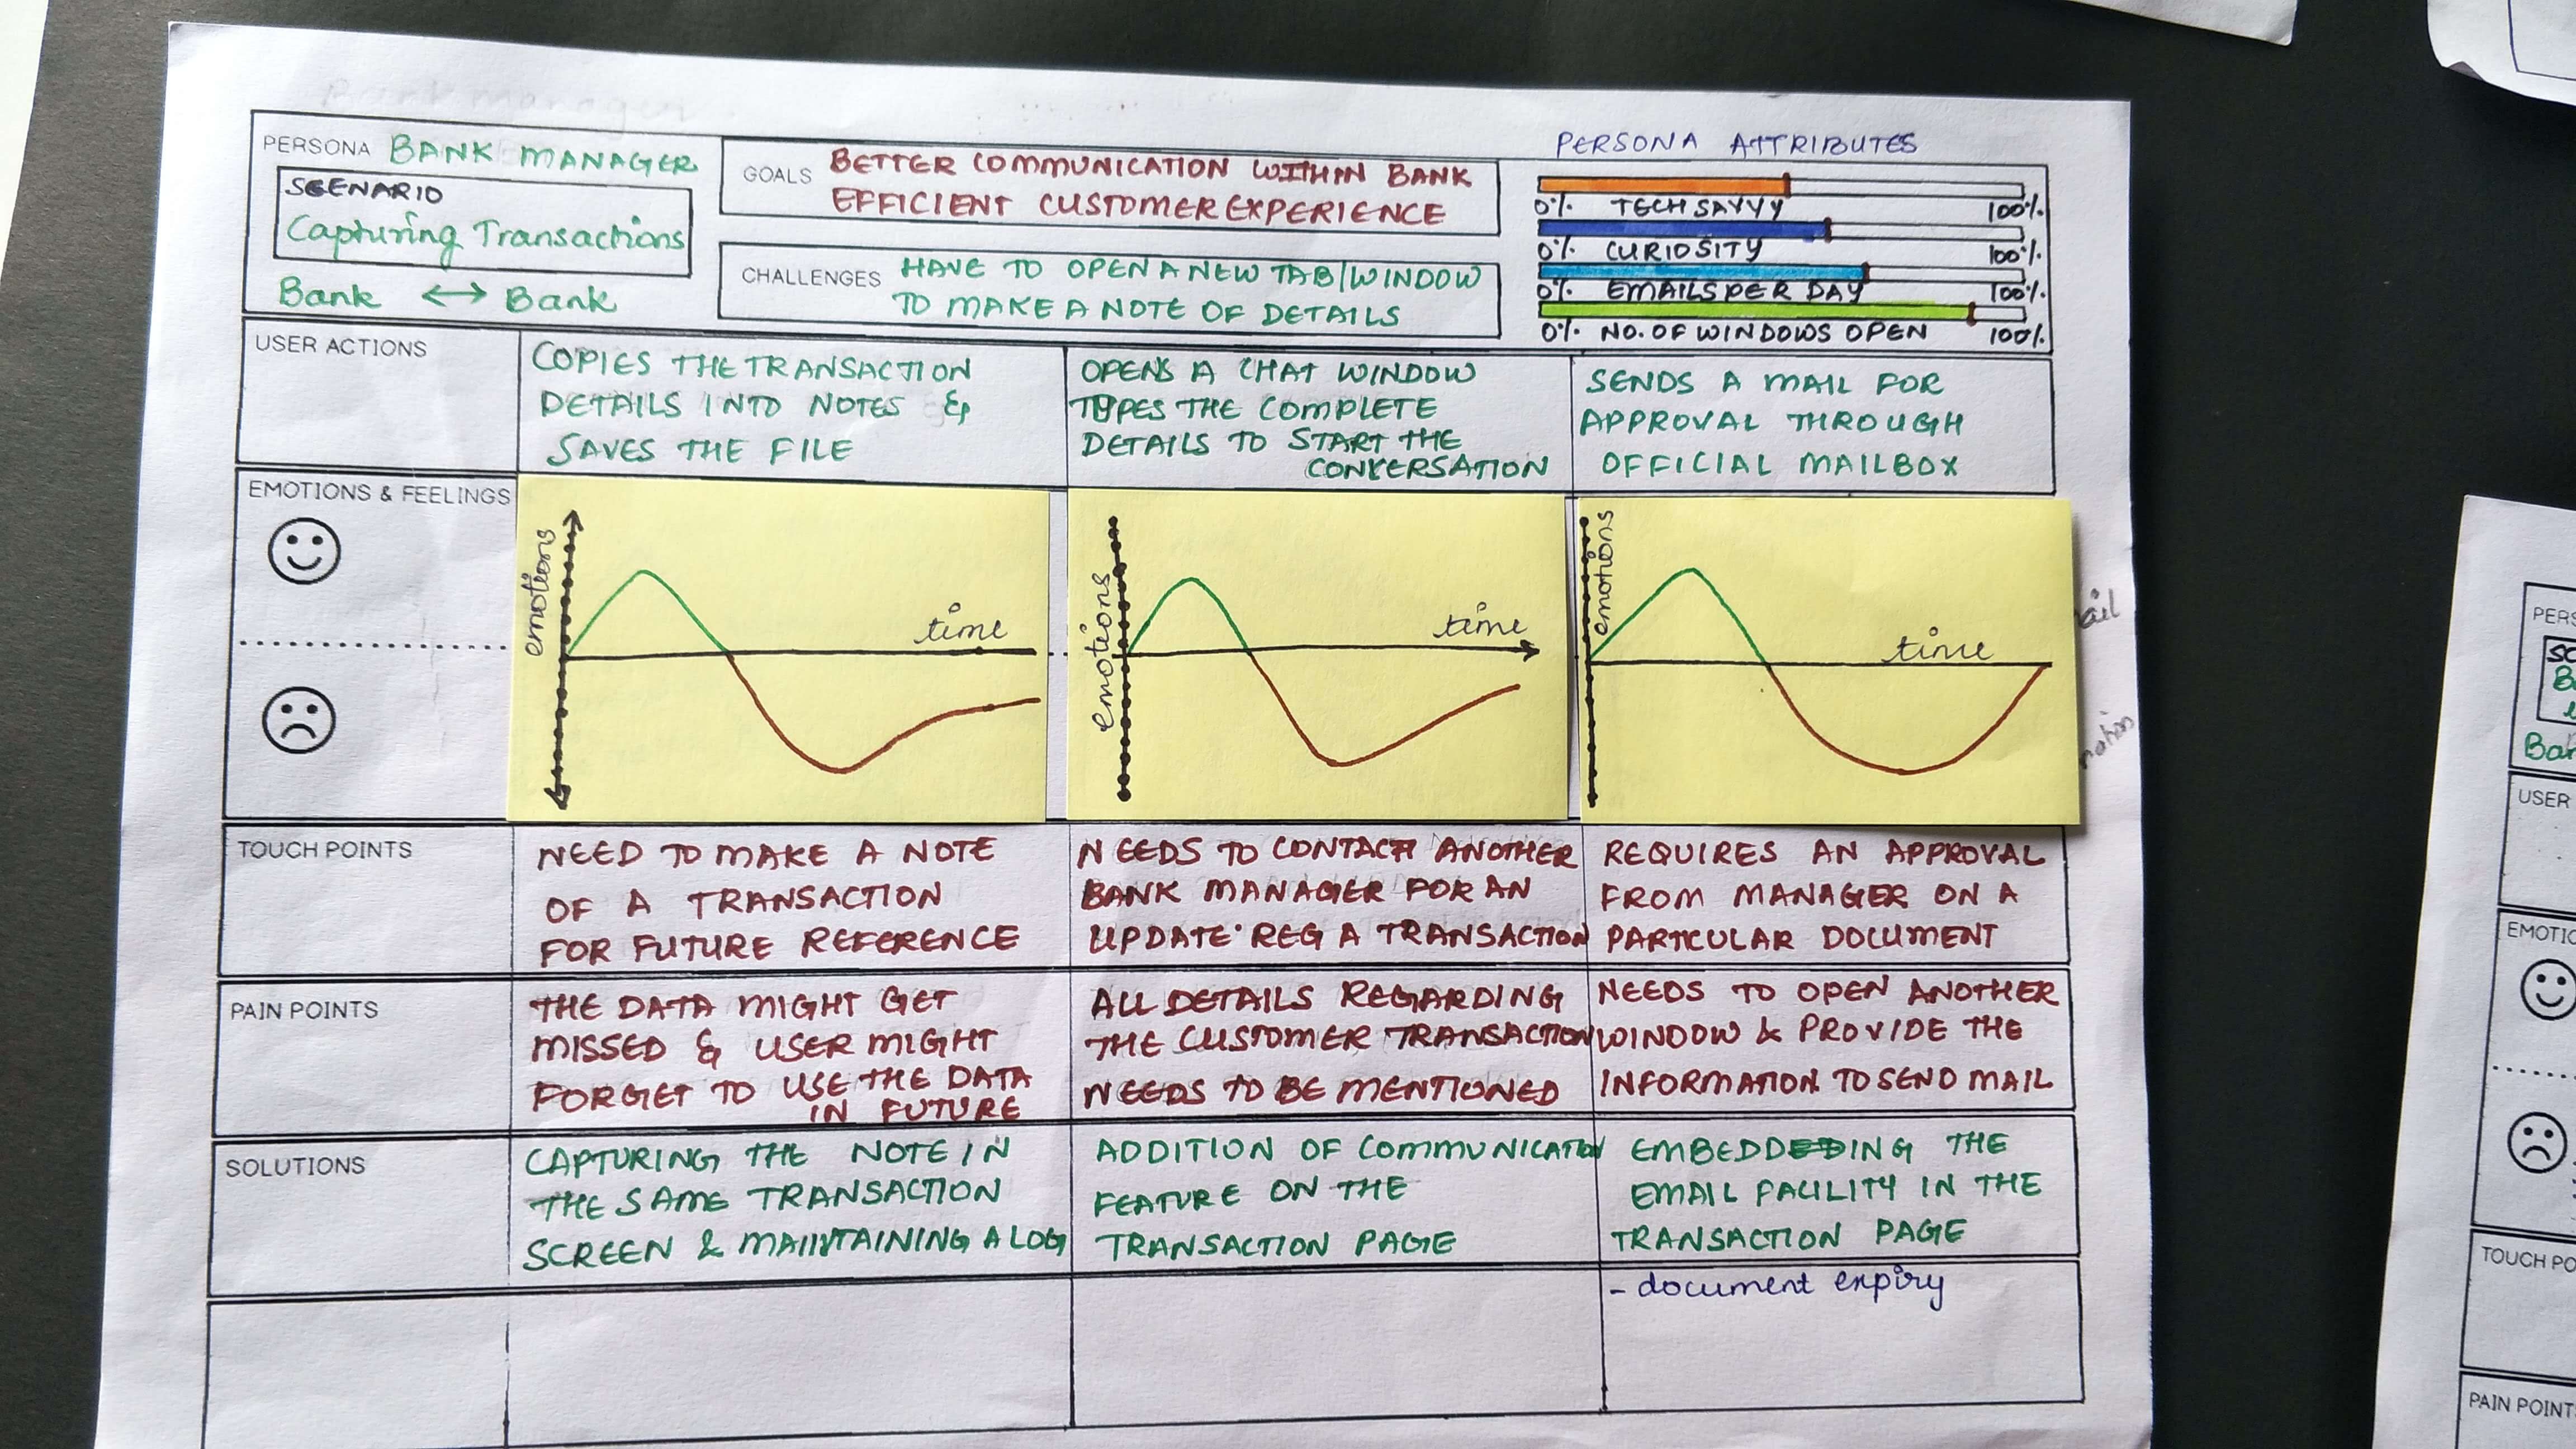 Bank manager
PERSONA BANK MANAGER
SCENARIO
Capturing Transactions
Bank ↔ Bank
GOALS BETTER COMMUNICATION WITHIN BANK
EFFICIENT CUSTOMER EXPERIENCE
CHALLENGES HAVE TO OPEN A NEW TAB/WINDOW
TO MAKE A NOTE OF DETAILS
PERSONA ATTRIBUTES
0% TECH SAVVY 100%
0% CURIOSITY 100%
0% EMAILS PER DAY 100%
0% NO. OF WINDOWS OPEN 100%
USER ACTIONS
COPIES THE TRANSACTION
DETAILS INTO NOTES &
SAVES THE FILE
OPENS A CHAT WINDOW
TYPES THE COMPLETE
DETAILS TO START THE
CONVERSATION
SENDS A MAIL FOR
APPROVAL THROUGH
OFFICIAL MAILBOX
EMOTIONS & FEELINGS
emotions
time
emotions
time
emotions
time
TOUCH POINTS
NEED TO MAKE A NOTE
OF A TRANSACTION
FOR FUTURE REFERENCE
NEEDS TO CONTACT ANOTHER
BANK MANAGER FOR AN
UPDATE REG A TRANSACTION
REQUIRES AN APPROVAL
FROM MANAGER ON A
PARTICULAR DOCUMENT
PAIN POINTS
THE DATA MIGHT GET
MISSED & USER MIGHT
FORGET TO USE THE DATA
IN FUTURE
ALL DETAILS REGARDING
THE CUSTOMER TRANSACTION
NEEDS TO BE MENTIONED
NEEDS TO OPEN ANOTHER
WINDOW & PROVIDE THE
INFORMATION TO SEND MAIL
SOLUTIONS
CAPTURING THE NOTE IN
THE SAME TRANSACTION
SCREEN & MAINTAINING A LOG
ADDITION OF COMMUNICATION
FEATURE ON THE
TRANSACTION PAGE
EMBEDDING THE
EMAIL FACILITY IN THE
TRANSACTION PAGE
- document expiry
PERS
SC
Ban
USER
EMOTIO
TOUCH PO
PAIN POINT